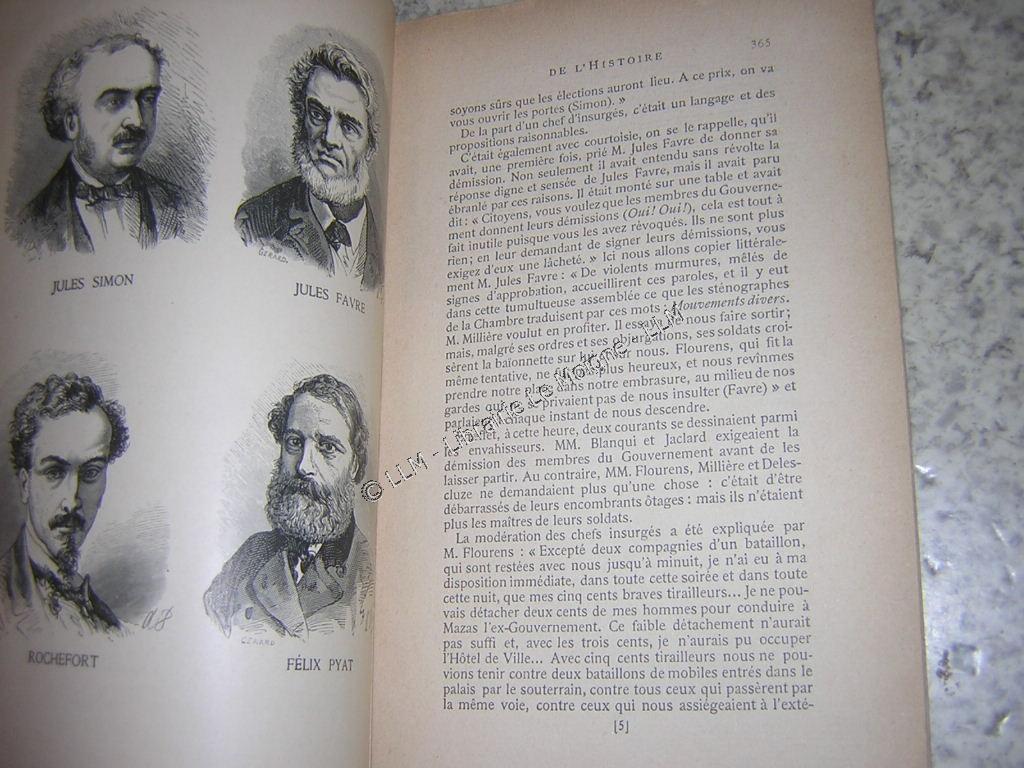 GERARD.
JULES SIMON
JULES FAVRE
GERARD
ROCHEFORT
FÉLIX PYAT
DE L'HISTOIRE
365
soyons sûrs que les élections auront lieu. A ce prix, on va
vous ouvrir les portes (Simon). »
De la part d'un chef d'insurgés, c'était un langage et des
propositions raisonnables.
C'était également avec courtoisie, on se le rappelle, qu'il
avait, une première fois, prié M. Jules Favre de donner sa
démission. Non seulement il avait entendu sans révolte la
réponse digne et sensée de Jules Favre, mais il avait paru
ébranlé par ces raisons. Il était monté sur une table et avait
dit : « Citoyens, vous voulez que les membres du Gouverne-
ment donnent leurs démissions (Oui! Oui!), cela est tout à
fait inutile puisque vous les avez révoqués. Ils ne sont plus
rien; en leur demandant de signer leurs démissions, vous
exigez d'eux une lâcheté. » Ici nous allons copier littérale-
ment M. Jules Favre : « De violents murmures, mêlés de
signes d'approbation, accueillirent ces paroles, et il y eut
dans cette tumultueuse assemblée ce que les sténographes
de la Chambre traduisent par ces mots : Mouvements divers.
M. Millière voulut en profiter. Il essaya de nous faire sortir;
mais, malgré ses ordres et ses objurgations, ses soldats croi-
sèrent la baïonnette sur lui et sur nous. Flourens, qui fit la
même tentative, ne fut plus heureux, et nous revînmes
prendre notre place dans notre embrasure, au milieu de nos
gardes qui ne se privaient pas de nous insulter (Favre) » et
parlaient à chaque instant de nous descendre.
à cette heure, deux courants se dessinaient parmi
les envahisseurs. MM. Blanqui et Jaclard exigeaient la
démission des membres du Gouvernement avant de les
laisser partir. Au contraire, MM. Flourens, Millière et Deles-
cluze ne demandaient plus qu'une chose : c'était d'être
débarrassés de leurs encombrants ôtages : mais ils n'étaient
plus les maîtres de leurs soldats.
La modération des chefs insurgés a été expliquée par
M. Flourens : « Excepté deux compagnies d'un bataillon,
qui sont restées avec nous jusqu'à minuit, je n'ai eu à ma
disposition immédiate, dans toute cette soirée et dans toute
cette nuit, que mes cinq cents braves tirailleurs... Je ne pou-
vais détacher deux cents de mes hommes pour conduire à
Mazas l'ex-Gouvernement. Ce faible détachement n'aurait
pas suffi et, avec les trois cents, je n'aurais pu occuper
l'Hôtel de Ville... Avec cinq cents tirailleurs nous ne pou-
vions tenir contre deux bataillons de mobiles entrés dans le
palais par le souterrain, contre tous ceux qui passèrent par
la même voie, contre ceux qui nous assiégeaient à l'exté-
[5]
© LLM - Librairie Le Moigne - LLM